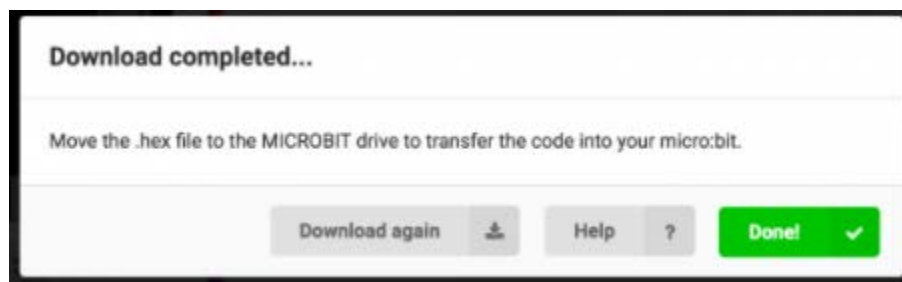 Download completed...
Move the .hex file to the MICROBIT drive to transfer the code into your micro:bit.
Download again Help ? Done!